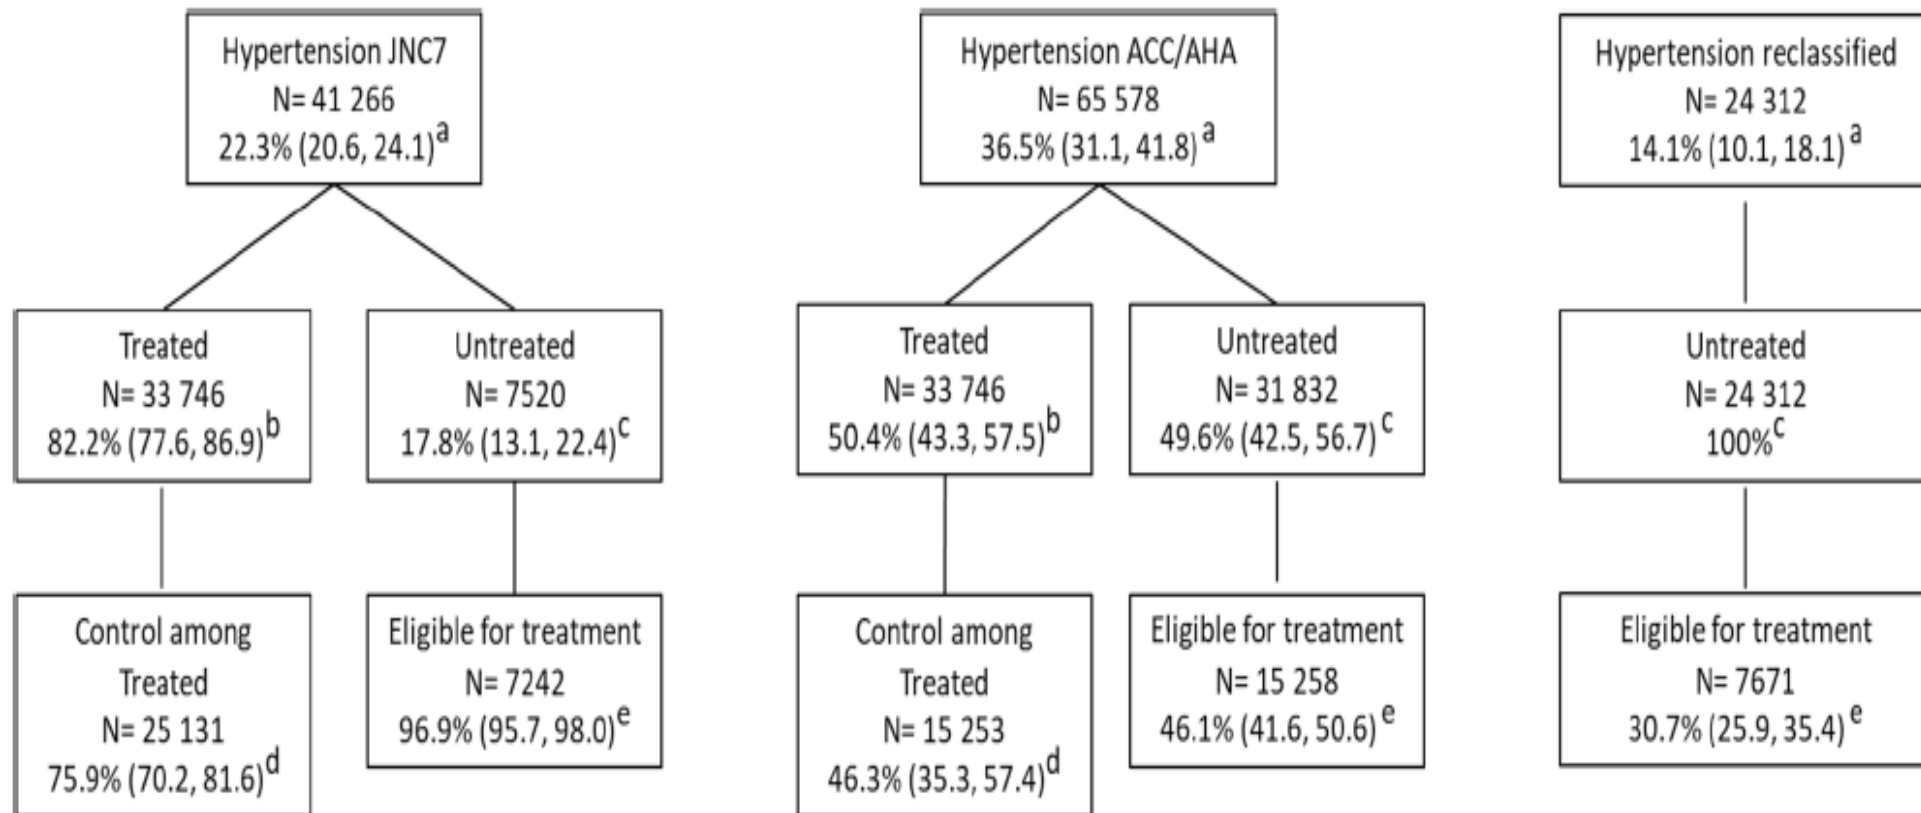 Hypertension JNC7
N= 41 266
22.3% (20.6, 24.1)a
Hypertension ACC/AHA
N= 65 578
36.5% (31.1, 41.8)a
Hypertension reclassified
N= 24 312
14.1% (10.1, 18.1)a
Treated
N= 33 746
82.2% (77.6, 86.9)b
Untreated
N= 7520
17.8% (13.1, 22.4)c
Treated
N= 33 746
50.4% (43.3, 57.5)b
Untreated
N= 31 832
49.6% (42.5, 56.7)c
Untreated
N= 24 312
100%c
Control among
Treated
N= 25 131
75.9% (70.2, 81.6)d
Eligible for treatment
N= 7242
96.9% (95.7, 98.0)e
Control among
Treated
N= 15 253
46.3% (35.3, 57.4)d
Eligible for treatment
N= 15 258
46.1% (41.6, 50.6)e
Eligible for treatment
N= 7671
30.7% (25.9, 35.4)e